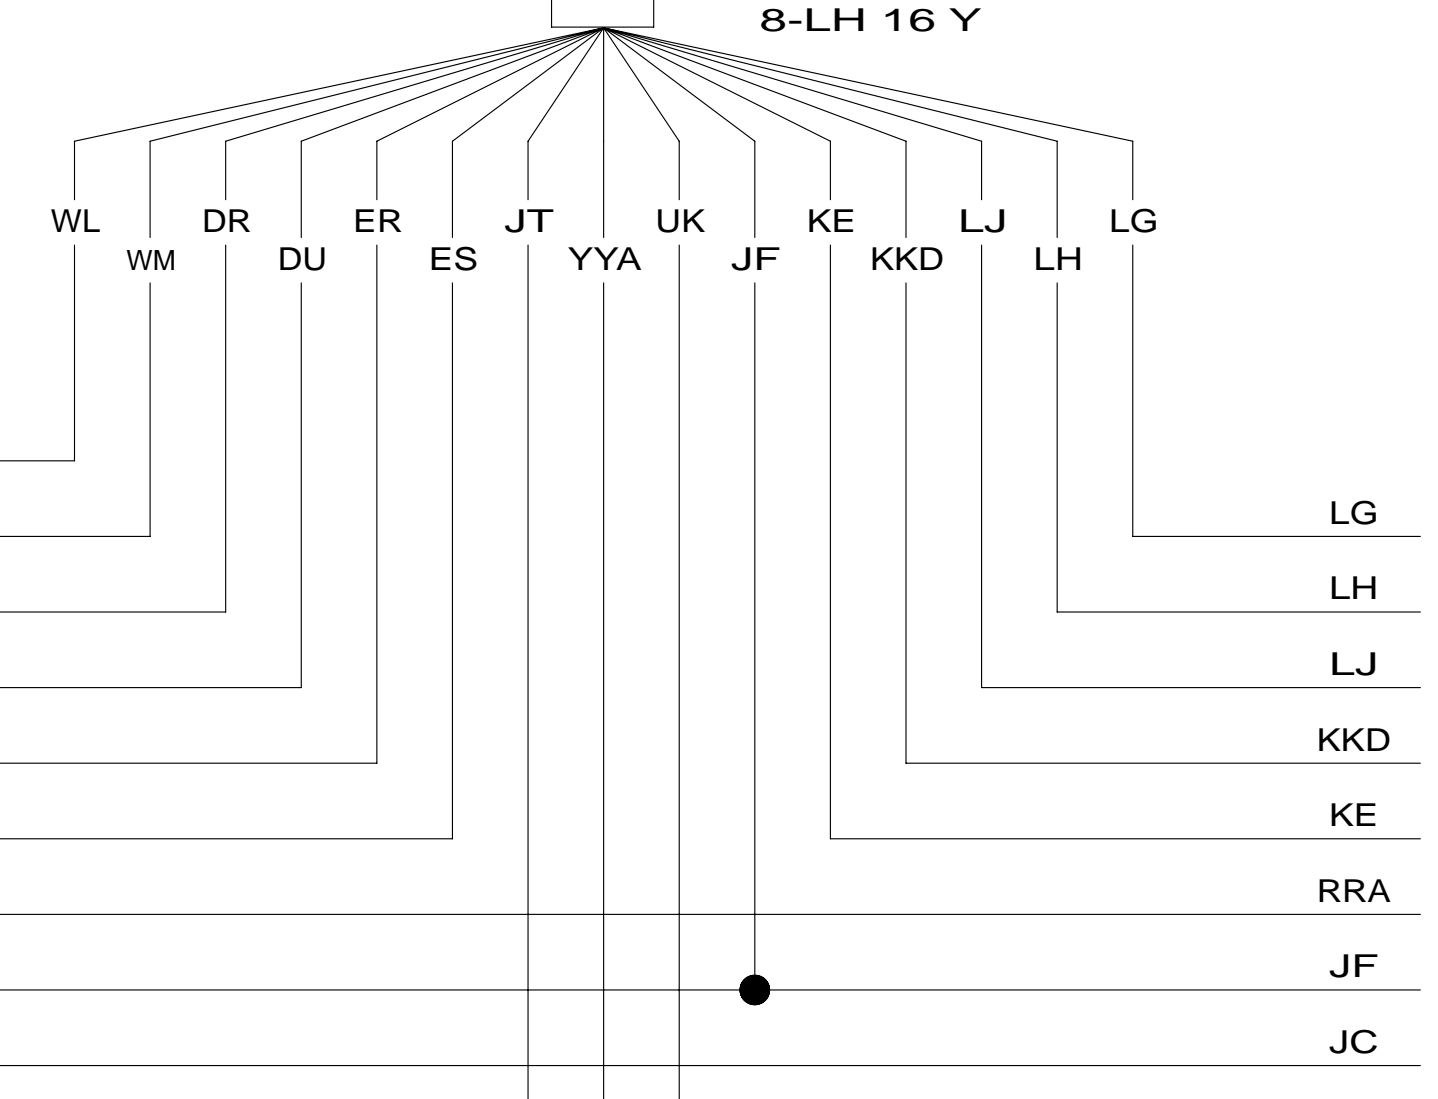 8-LH 16 Y
WL DR ER JT UK KE LJ LG
WM DU ES YYA JF KKD LH
LG
LH
LJ
KKD
KE
RRA
JF
JC